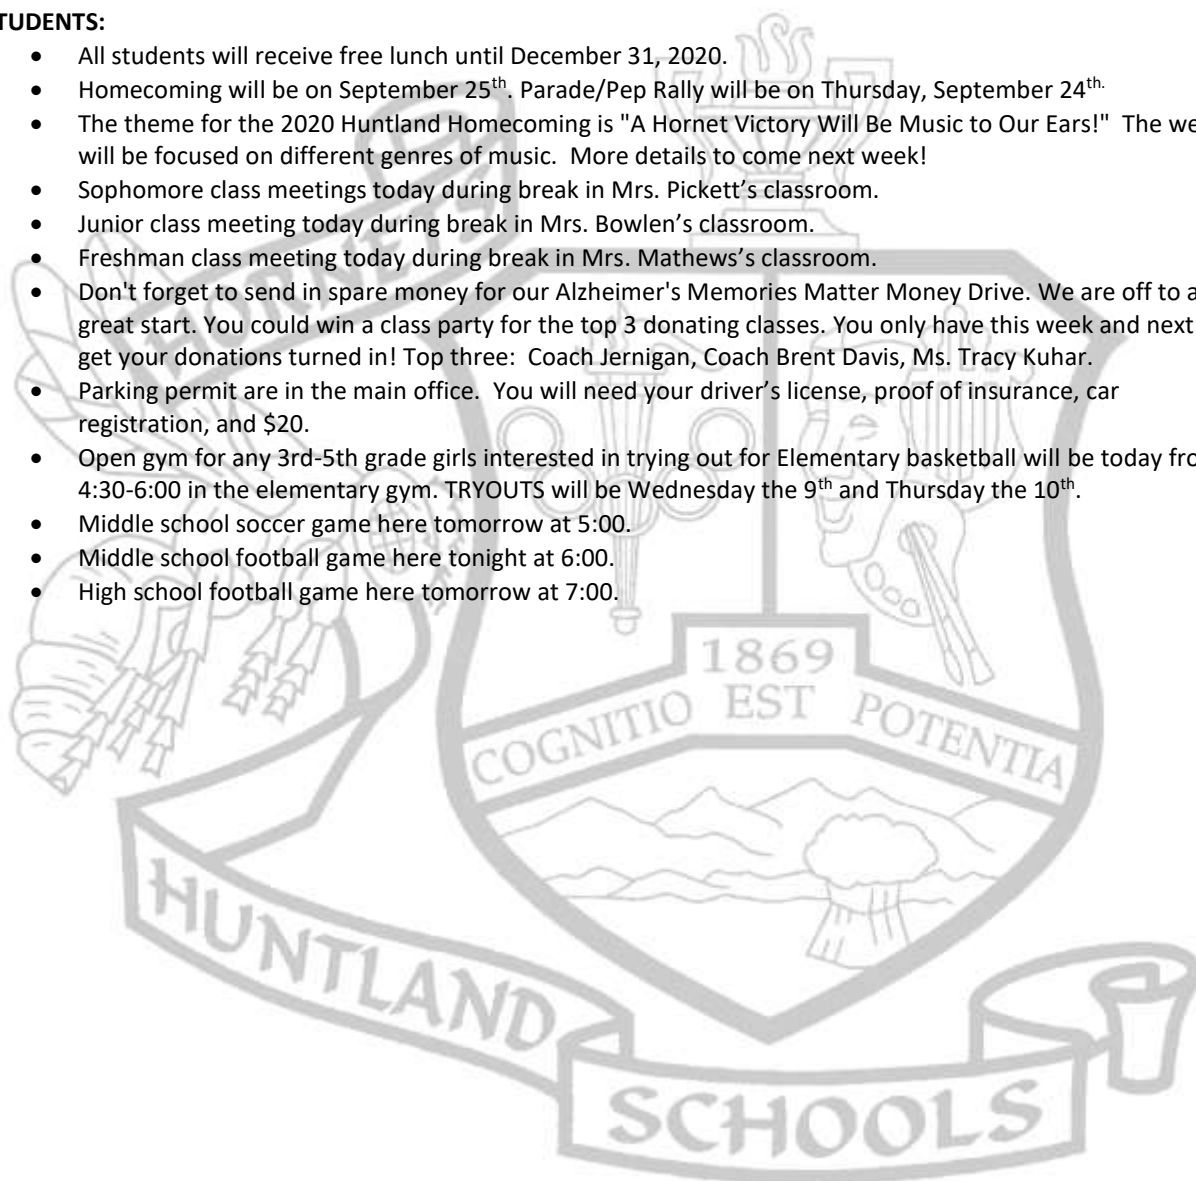 TUDENTS:
• All students will receive free lunch until December 31, 2020.
• Homecoming will be on September 25th. Parade/Pep Rally will be on Thursday, September 24th.
• The theme for the 2020 Huntland Homecoming is "A Hornet Victory Will Be Music to Our Ears!"  The we
will be focused on different genres of music.  More details to come next week!
• Sophomore class meetings today during break in Mrs. Pickett’s classroom.
• Junior class meeting today during break in Mrs. Bowlen’s classroom.
• Freshman class meeting today during break in Mrs. Mathews’s classroom.
• Don't forget to send in spare money for our Alzheimer's Memories Matter Money Drive. We are off to a
great start. You could win a class party for the top 3 donating classes. You only have this week and next
get your donations turned in! Top three:  Coach Jernigan, Coach Brent Davis, Ms. Tracy Kuhar.
• Parking permit are in the main office.  You will need your driver’s license, proof of insurance, car
registration, and $20.
• Open gym for any 3rd-5th grade girls interested in trying out for Elementary basketball will be today fro
4:30-6:00 in the elementary gym. TRYOUTS will be Wednesday the 9th and Thursday the 10th.
• Middle school soccer game here tomorrow at 5:00.
• Middle school football game here tonight at 6:00.
• High school football game here tomorrow at 7:00.
HORNETS
1869
COGNITIO EST POTENTIA
HUNTLAND
SCHOOLS